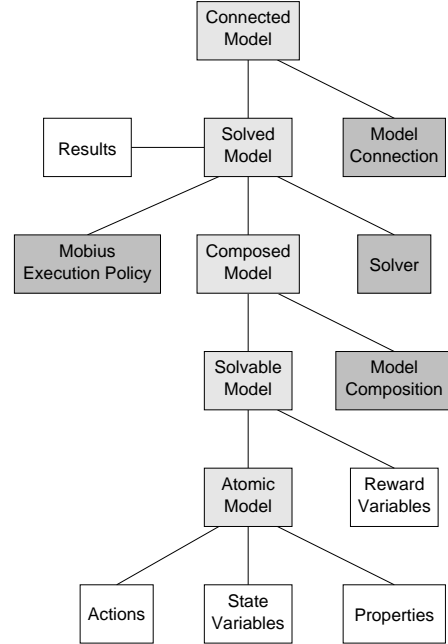 Connected
Model
Results
Solved
Model
Model
Connection
Mobius
Execution Policy
Composed
Model
Solver
Solvable
Model
Model
Composition
Atomic
Model
Reward
Variables
Actions
State
Variables
Properties